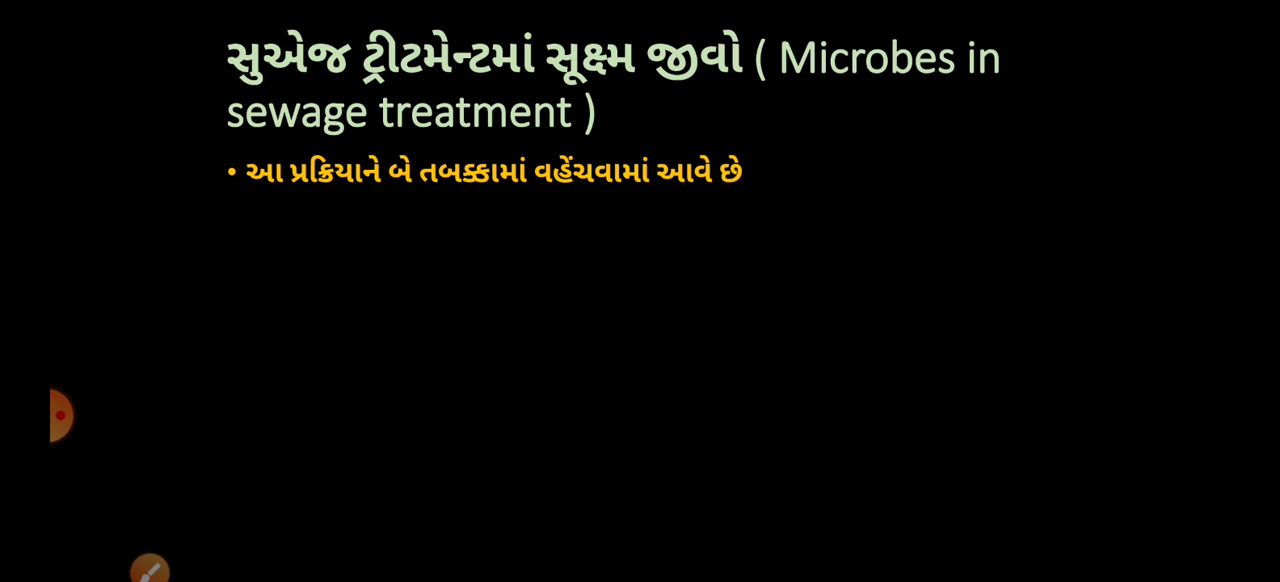 સુએજ ટ્રીટમેન્ટમાં સૂક્ષ્મ જીવો ( Microbes in
sewage treatment )
• આ પ્રક્રિયાને બે તબક્કામાં વહેંચવામાં આવે છે